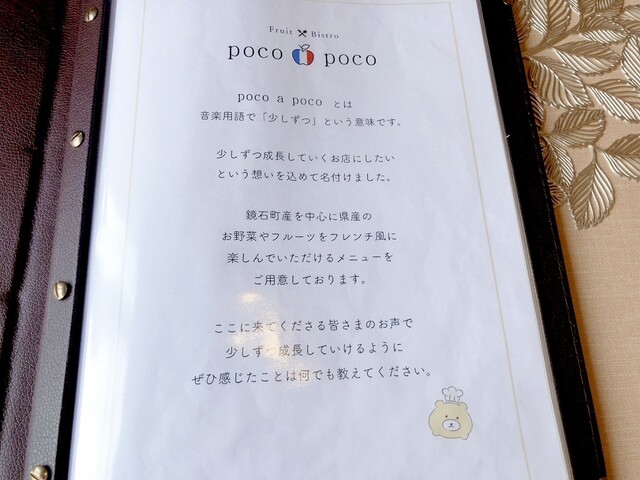 Fruit Bistro
poco poco
poco a poco とは
音楽用語で「少しずつ」という意味です。
少しずつ成長していくお店にしたい
という想いを込めて名付けました。
鏡石町産を中心に県産の
お野菜やフルーツをフレンチ風に
楽しんでいただけるメニューを
ご用意しております。
ここに来てくださる皆さまのお声で
少しずつ成長していけるように
ぜひ感じたことは何でも教えてください。